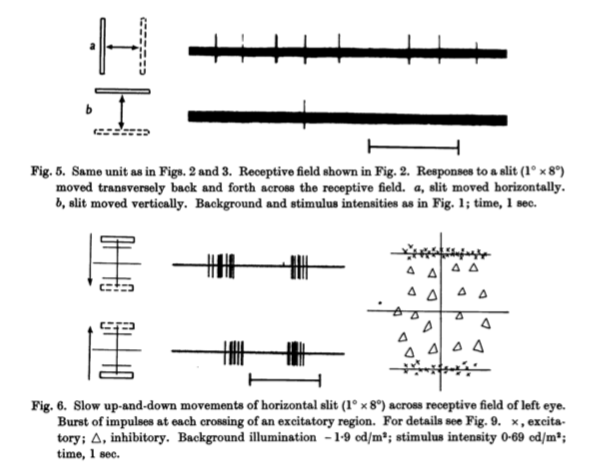 a
b
Fig. 5. Same unit as in Figs. 2 and 3. Receptive field shown in Fig. 2. Responses to a slit (1° × 8°)
moved transversely back and forth across the receptive field. a, slit moved horizontally.
b, slit moved vertically. Background and stimulus intensities as in Fig. 1; time, 1 sec.
Fig. 6. Slow up-and-down movements of horizontal slit (1° × 8°) across receptive field of left eye.
Burst of impulses at each crossing of an excitatory region. For details see Fig. 9. ×, excita-
tory; △, inhibitory. Background illumination – 1·9 cd/m²; stimulus intensity 0·69 cd/m²;
time, 1 sec.